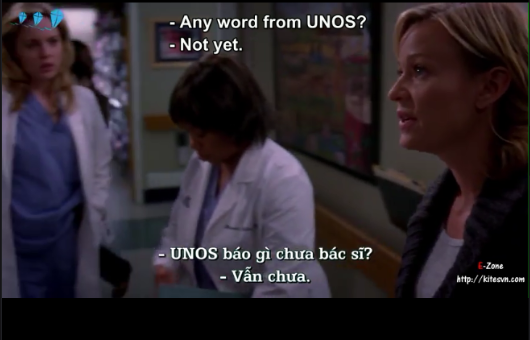 - Any word from UNOS?
- Not yet.
- UNOS báo gì chưa bác sĩ?
- Vẫn chưa.
E-Zone
http://kitesvn.com